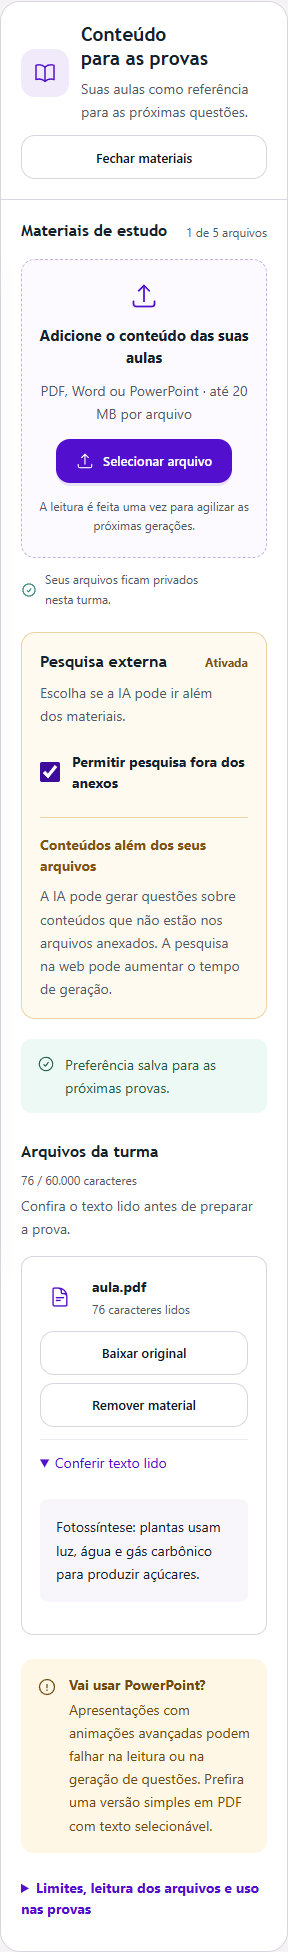 Conteúdo
para as provas
Suas aulas como referência
para as próximas questões.
Fechar materiais
Materiais de estudo
1 de 5 arquivos
Adicione o conteúdo das suas
aulas
PDF, Word ou PowerPoint · até 20
MB por arquivo
Selecionar arquivo
A leitura é feita uma vez para agilizar as
próximas gerações.
Seus arquivos ficam privados
nesta turma.
Pesquisa externa
Ativada
Escolha se a IA pode ir além
dos materiais.
Permitir pesquisa fora dos
anexos
Conteúdos além dos seus
arquivos
A IA pode gerar questões sobre
conteúdos que não estão nos
arquivos anexados. A pesquisa
na web pode aumentar o tempo
de geração.
Preferência salva para as
próximas provas.
Arquivos da turma
76 / 60.000 caracteres
Confira o texto lido antes de preparar
a prova.
aula.pdf
76 caracteres lidos
Baixar original
Remover material
▼ Conferir texto lido
Fotossíntese: plantas usam
luz, água e gás carbônico
para produzir açúcares.
Vai usar PowerPoint?
Apresentações com
animações avançadas podem
falhar na leitura ou na
geração de questões. Prefira
uma versão simples em PDF
com texto selecionável.
▶ Limites, leitura dos arquivos e uso
nas provas